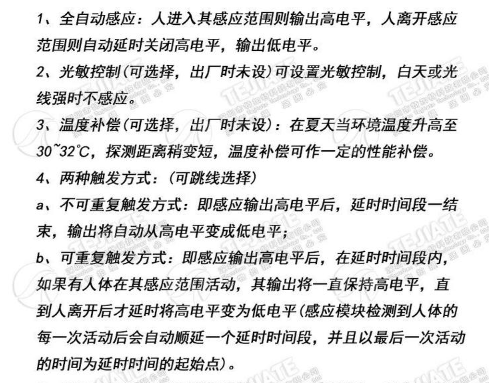 1、全自动感应：人进入其感应范围则输出高电平，人离开感应
范围则自动延时关闭高电平，输出低电平。
2、光敏控制(可选择，出厂时未设)可设置光敏控制，白天或光
线强时不感应。
3、温度补偿(可选择，出厂时未设)：在夏天当环境温度升高至
30~32℃，探测距离稍变短，温度补偿可作一定的性能补偿。
4、两种触发方式：(可跳线选择)
a、不可重复触发方式：即感应输出高电平后，延时时间段一结
束，输出将自动从高电平变成低电平；
b、可重复触发方式：即感应输出高电平后，在延时时间段内，
如果有人体在其感应范围活动，其输出将一直保持高电平，直
到人离开后才延时将高电平变为低电平(感应模块检测到人体的
每一次活动后会自动顺延一个延时时间段，并且以最后一次活动
的时间为延时时间的起始点)。
TEJIATE